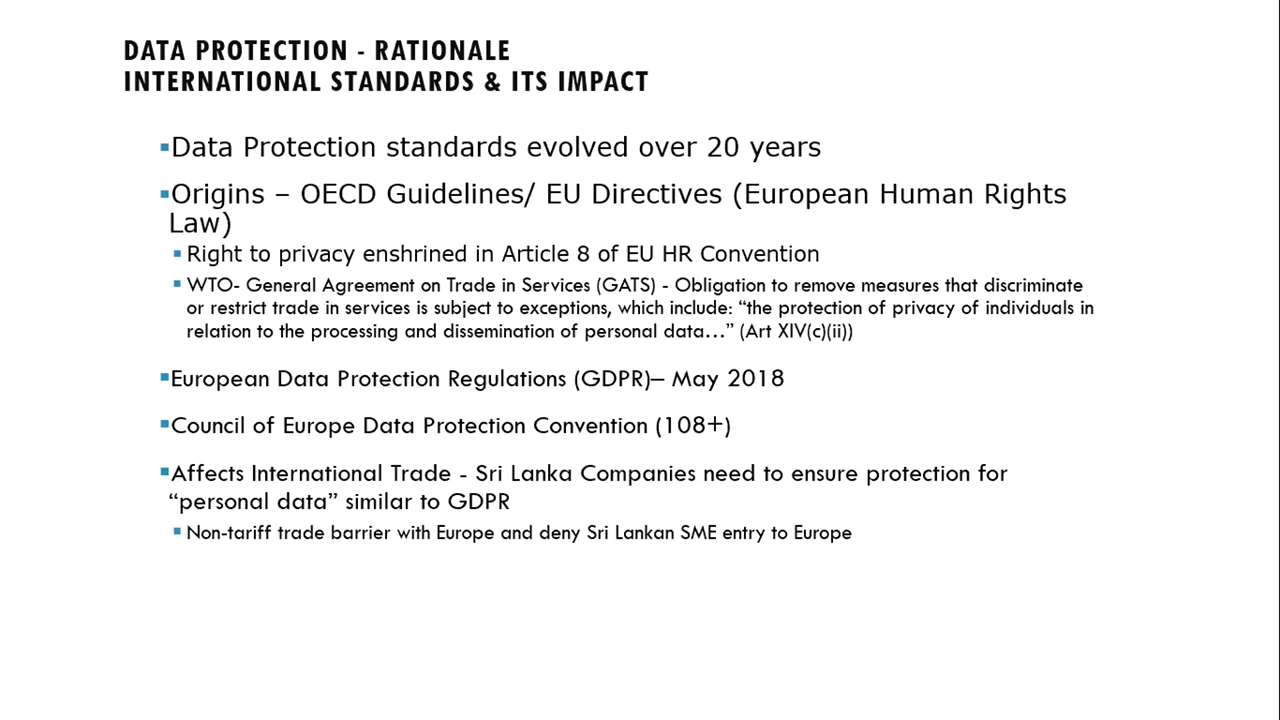 DATA PROTECTION - RATIONALE
INTERNATIONAL STANDARDS & ITS IMPACT
▪Data Protection standards evolved over 20 years
▪Origins – OECD Guidelines/ EU Directives (European Human Rights
Law)
▪Right to privacy enshrined in Article 8 of EU HR Convention
▪WTO- General Agreement on Trade in Services (GATS) - Obligation to remove measures that discriminate
or restrict trade in services is subject to exceptions, which include: “the protection of privacy of individuals in
relation to the processing and dissemination of personal data…” (Art XIV(c)(ii))
▪European Data Protection Regulations (GDPR)– May 2018
▪Council of Europe Data Protection Convention (108+)
▪Affects International Trade - Sri Lanka Companies need to ensure protection for
“personal data” similar to GDPR
▪Non-tariff trade barrier with Europe and deny Sri Lankan SME entry to Europe